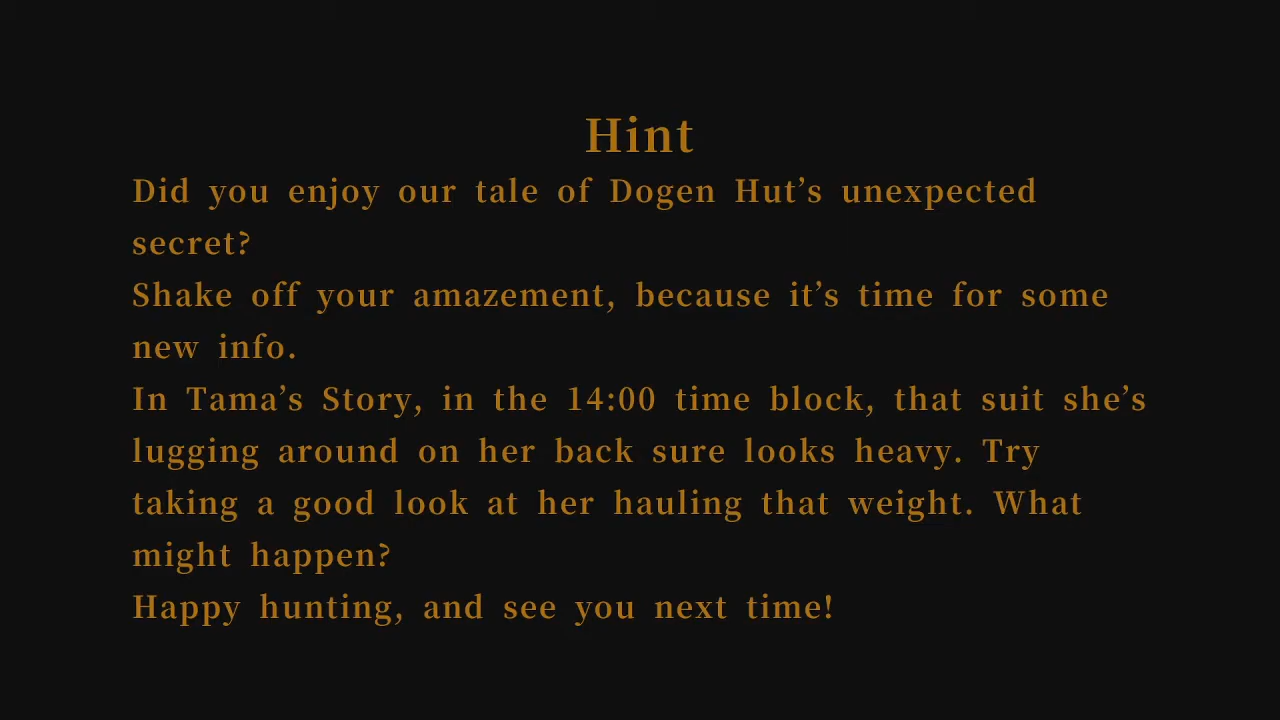 Hint
Did you enjoy our tale of Dogen Hut’s unexpected
secret?
Shake off your amazement, because it’s time for some
new info.
In Tama’s Story, in the 14:00 time block, that suit she’s
lugging around on her back sure looks heavy. Try
taking a good look at her hauling that weight. What
might happen?
Happy hunting, and see you next time!